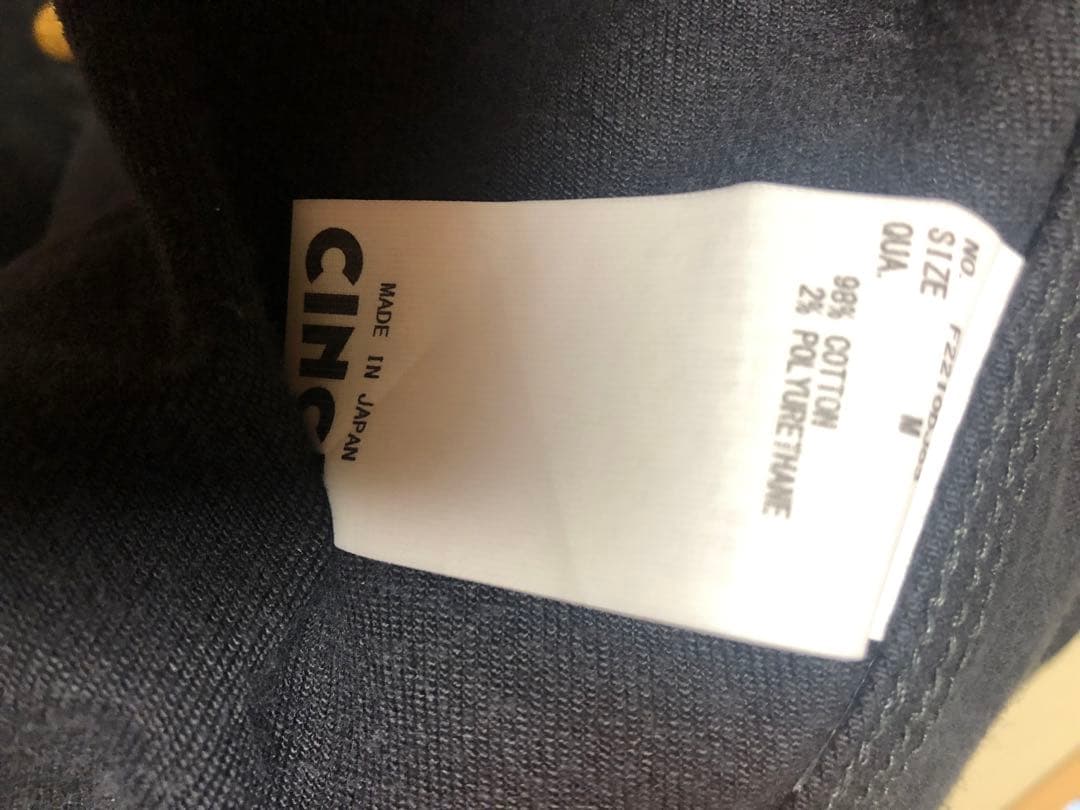 NO.
SIZE M
QUA.
98% COTTON
2% POLYURETHANE
MADE IN JAPAN